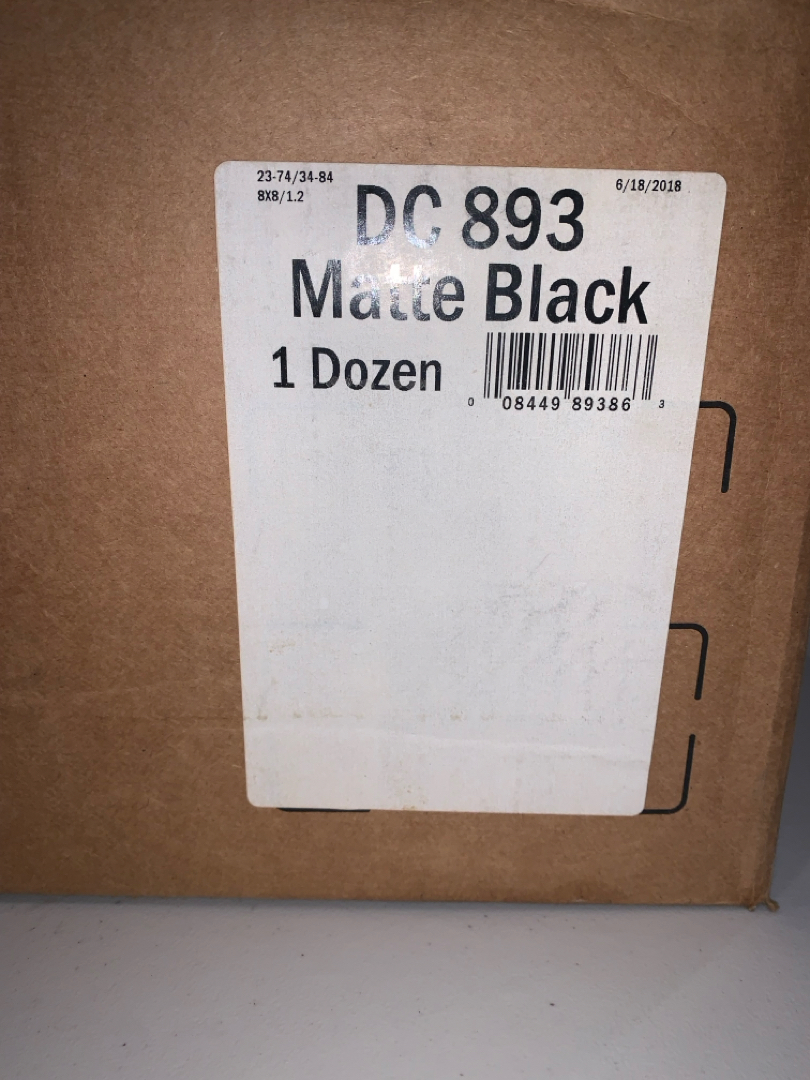 23-74/34-84
6/18/2018
8X8/1.2
DC 893
Matte Black
1 Dozen
0 08449 89386 3